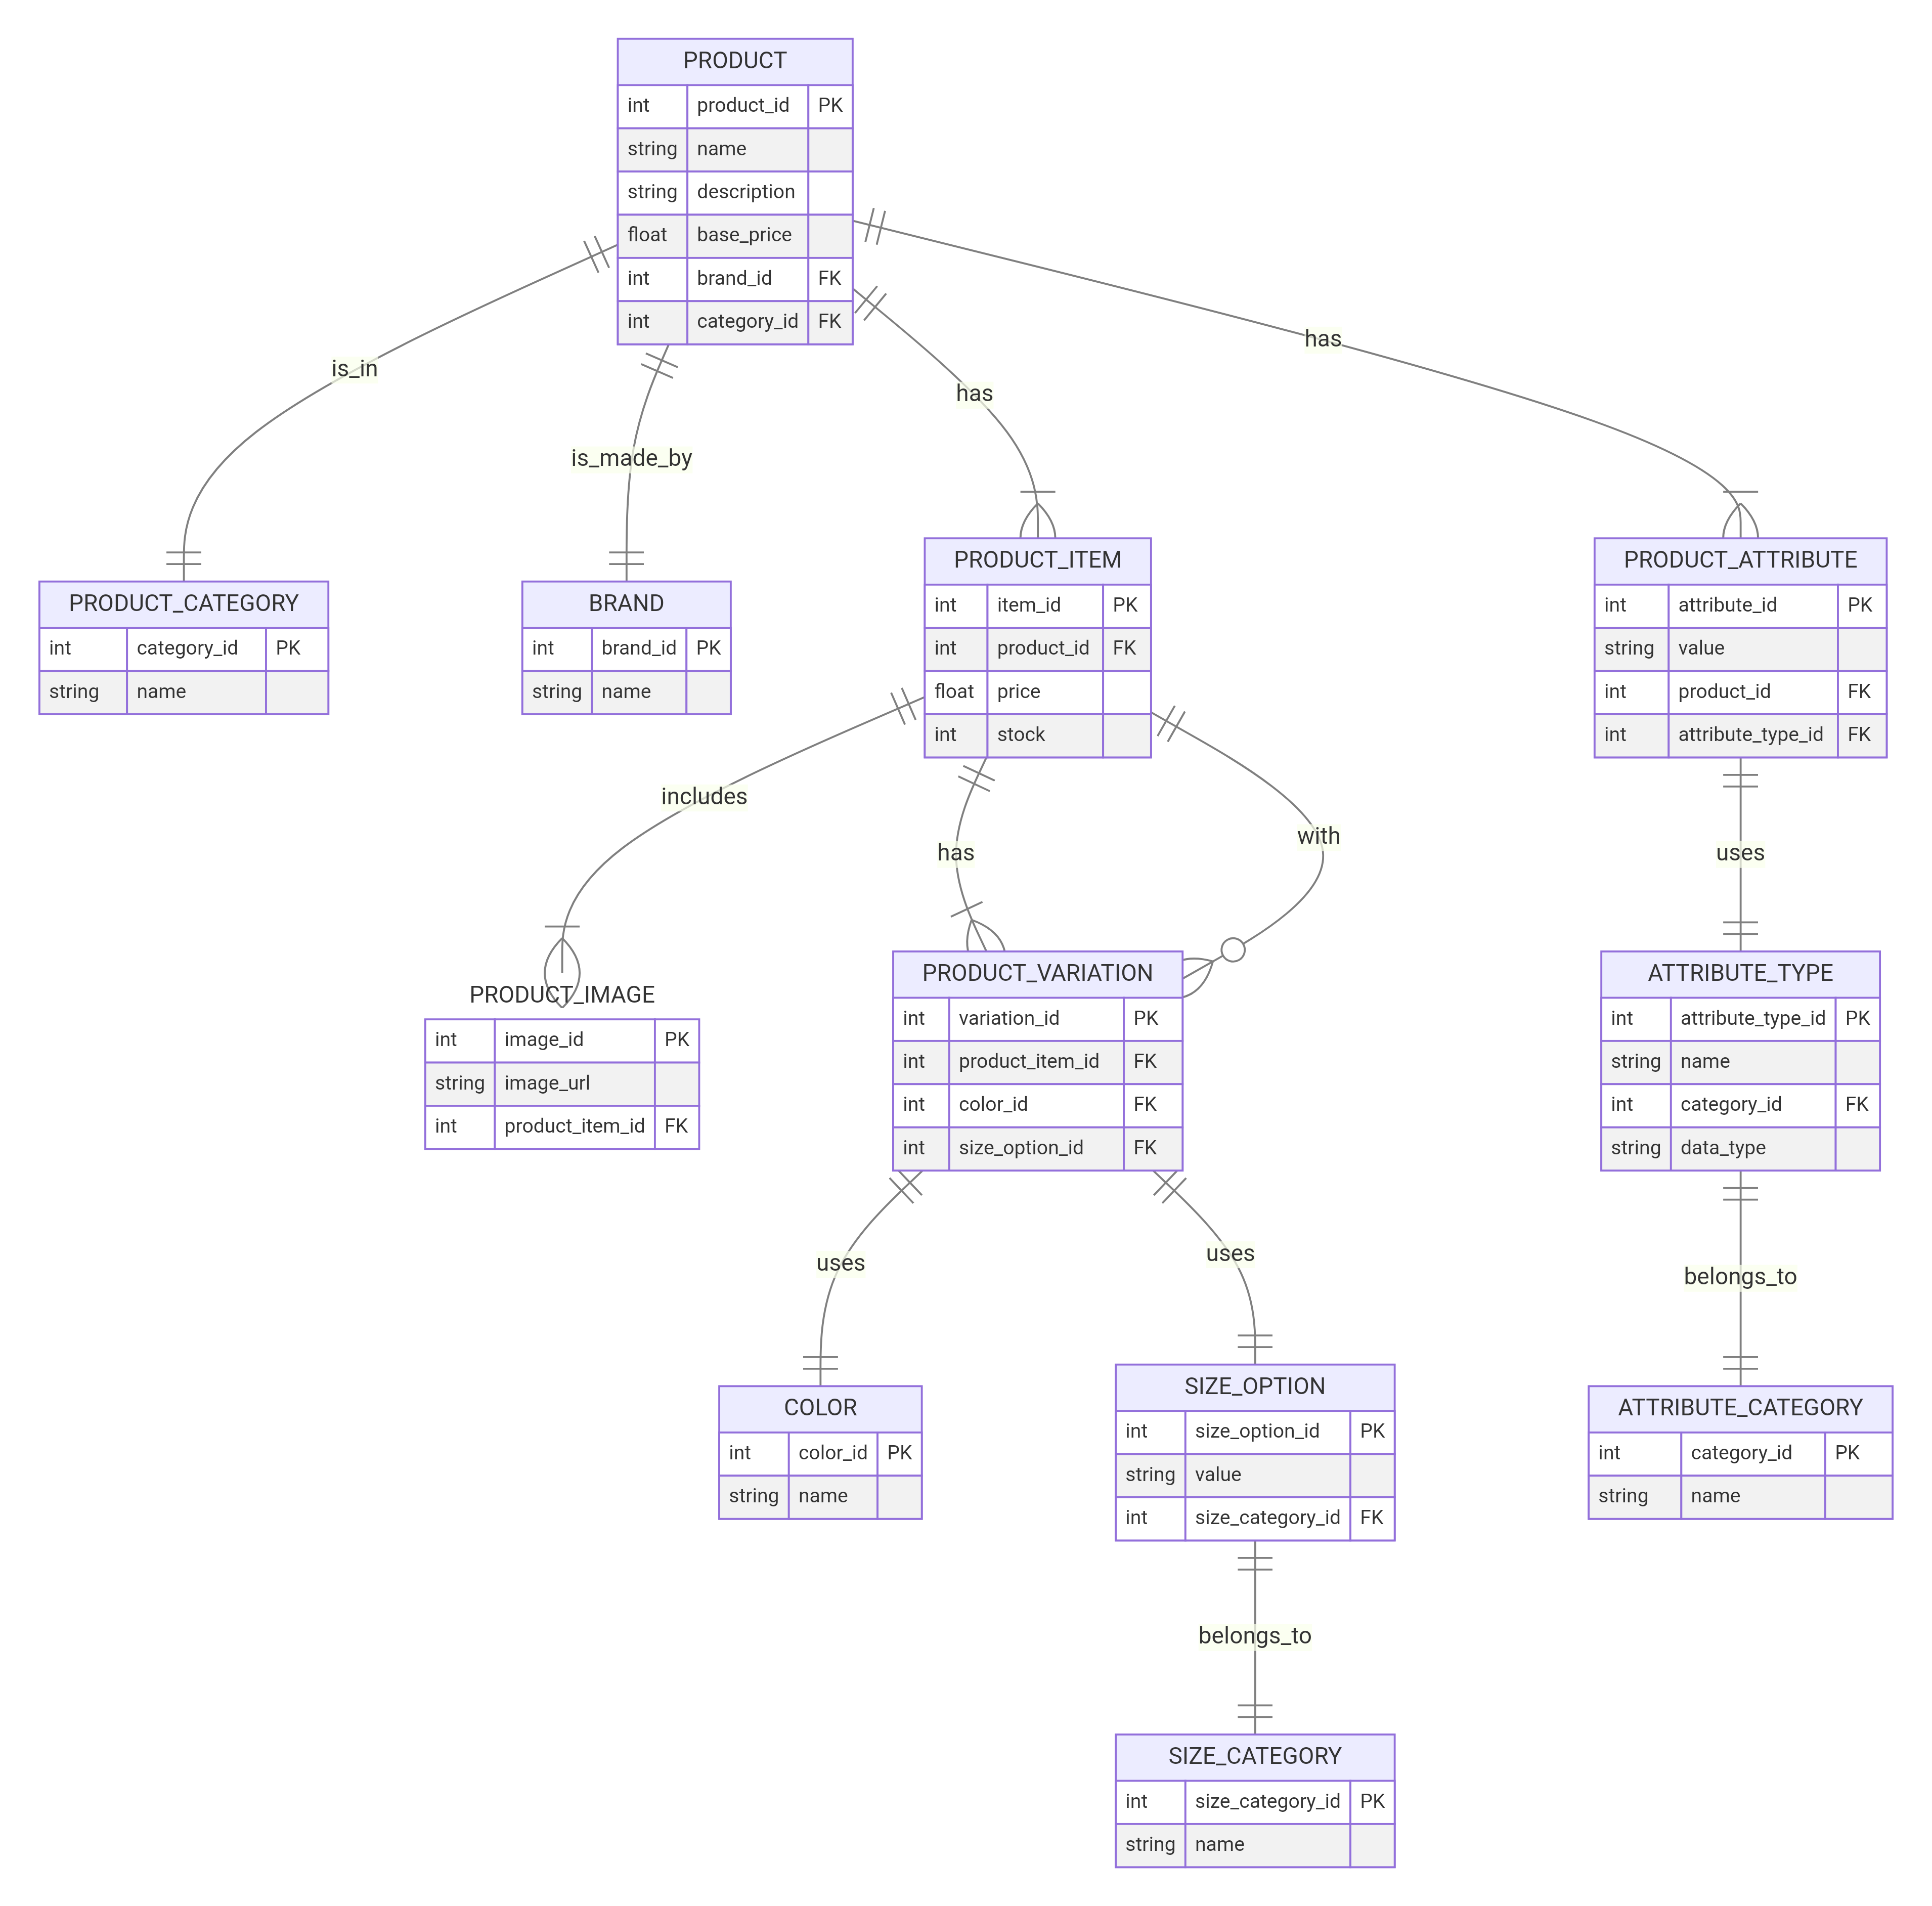 PRODUCT
int product_id PK
string name
string description
float base_price
int brand_id FK
int category_id FK
has
is_in
has
is_made_by
PRODUCT_CATEGORY
int category_id PK
string name
BRAND
int brand_id PK
string name
PRODUCT_ITEM
int item_id PK
int product_id FK
float price
int stock
PRODUCT_ATTRIBUTE
int attribute_id PK
string value
int product_id FK
int attribute_type_id FK
includes
has
with
uses
PRODUCT_IMAGE
int image_id PK
string image_url
int product_item_id FK
PRODUCT_VARIATION
int variation_id PK
int product_item_id FK
int color_id FK
int size_option_id FK
ATTRIBUTE_TYPE
int attribute_type_id PK
string name
int category_id FK
string data_type
uses
uses
belongs_to
COLOR
int color_id PK
string name
SIZE_OPTION
int size_option_id PK
string value
int size_category_id FK
ATTRIBUTE_CATEGORY
int category_id PK
string name
belongs_to
SIZE_CATEGORY
int size_category_id PK
string name